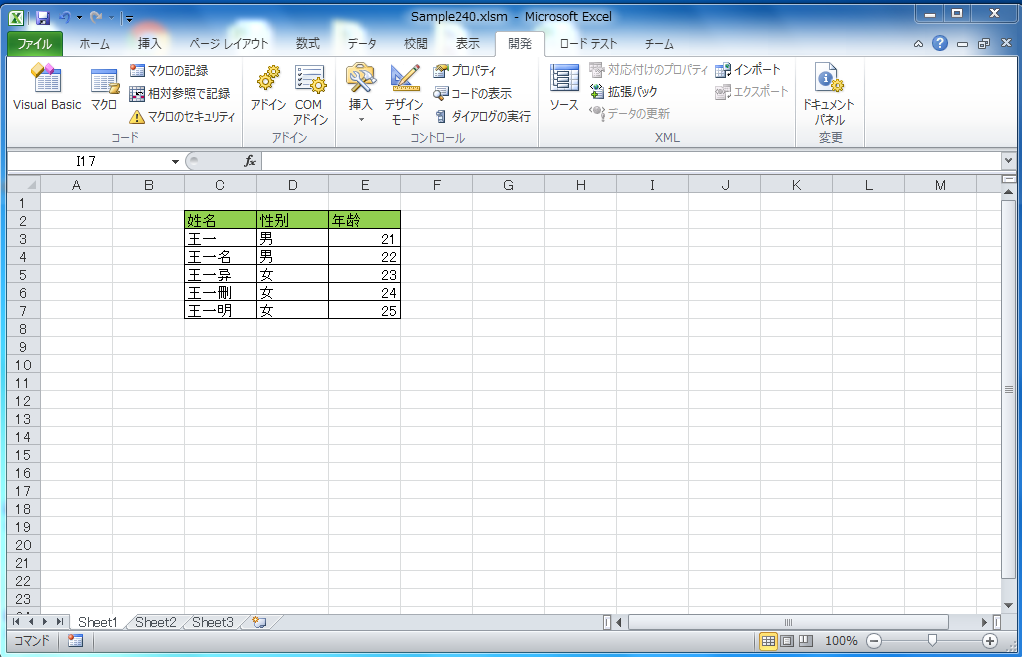 Sample240.xlsm - Microsoft Excel
ファイル ホーム 挿入 ページ レイアウト 数式 データ 校閲 表示 開発 ロード テスト チーム
Visual Basic
マクロ
マクロの記録
相対参照で記録
マクロのセキュリティ
コード
アドイン
COM
アドイン
アドイン
挿入
デザイン
モード
プロパティ
コードの表示
ダイアログの実行
コントロール
ソース
対応付けのプロパティ
拡張パック
データの更新
インポート
エクスポート
XML
ドキュメント
パネル
変更
I17 fx
A B C D E F G H I J K L M
1
2 姓名 性别 年龄
3 王一 男 21
4 王一名 男 22
5 王一异 女 23
6 王一刪 女 24
7 王一明 女 25
8
9
10
11
12
13
14
15
16
17
18
19
20
21
22
23
Sheet1 Sheet2 Sheet3
コマンド 100%